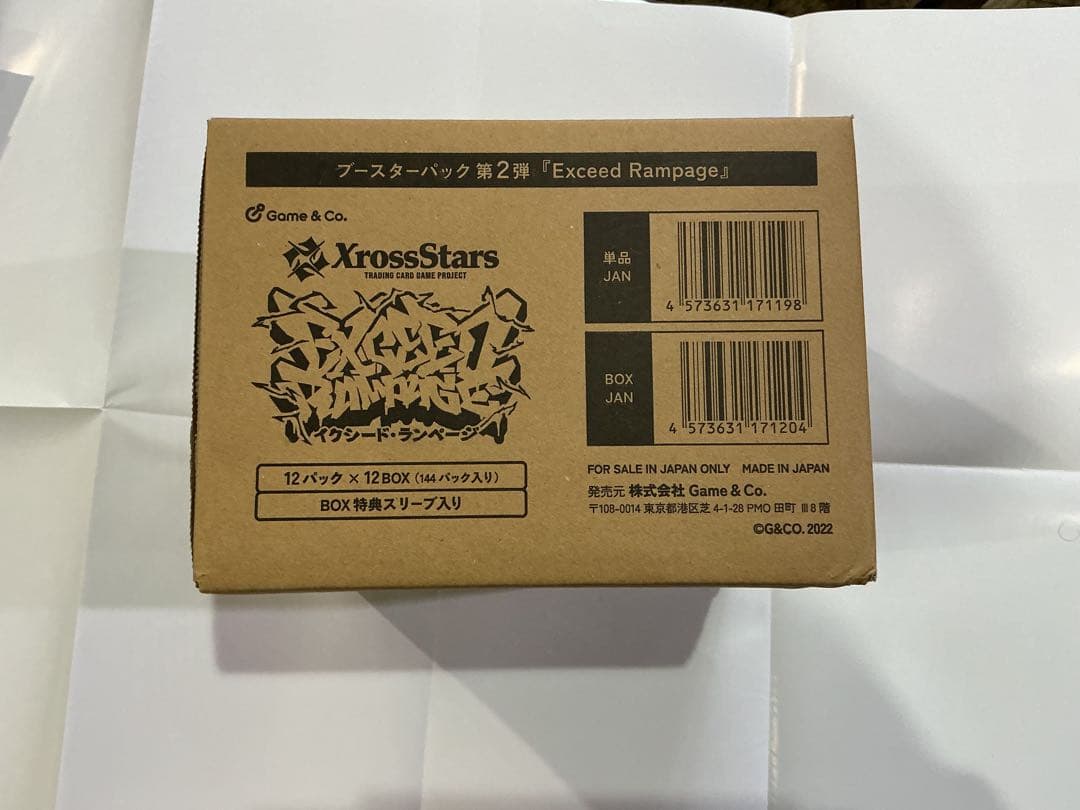 ブースターパック 第2弾『Exceed Rampage』
Game & Co.
XrossStars
TRADING CARD GAME PROJECT
EXCEED
RAMPAGE
イクシード・ランページ
12パック × 12BOX（144パック入り）
BOX 特典スリーブ入り
単品
JAN
4 573631 171198
BOX
JAN
4 573631 171204
FOR SALE IN JAPAN ONLY MADE IN JAPAN
発売元 株式会社 Game & Co.
〒108-0014 東京都港区芝 4-1-28 PMO 田町 Ⅲ 8 階
©G&CO. 2022